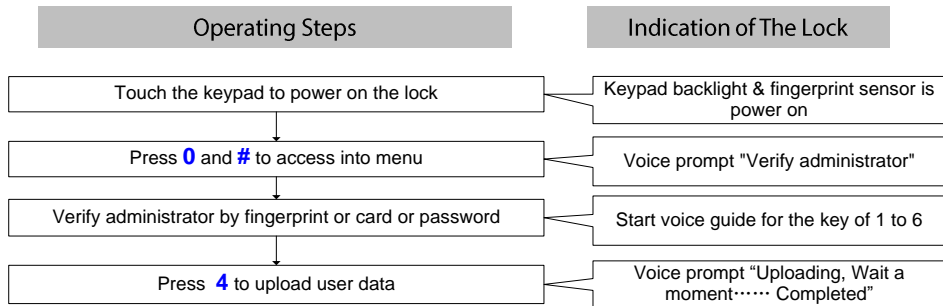 Operating Steps
Indication of The Lock
Touch the keypad to power on the lock
Keypad backlight & fingerprint sensor is
power on
Press 0 and # to access into menu
Voice prompt "Verify administrator"
Verify administrator by fingerprint or card or password
Start voice guide for the key of 1 to 6
Press 4 to upload user data
Voice prompt “Uploading, Wait a
moment…… Completed”